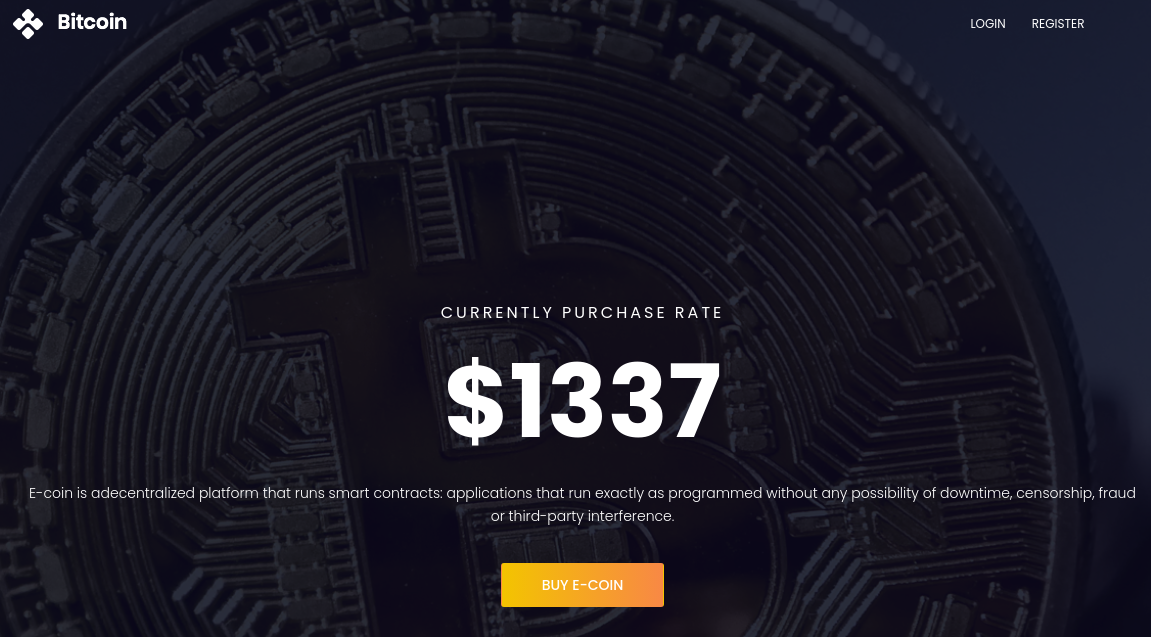 Bitcoin
LOGIN REGISTER
CURRENTLY PURCHASE RATE
$1337
E-coin is adecentralized platform that runs smart contracts: applications that run exactly as programmed without any possibility of downtime, censorship, fraud
or third-party interference.
BUY E-COIN